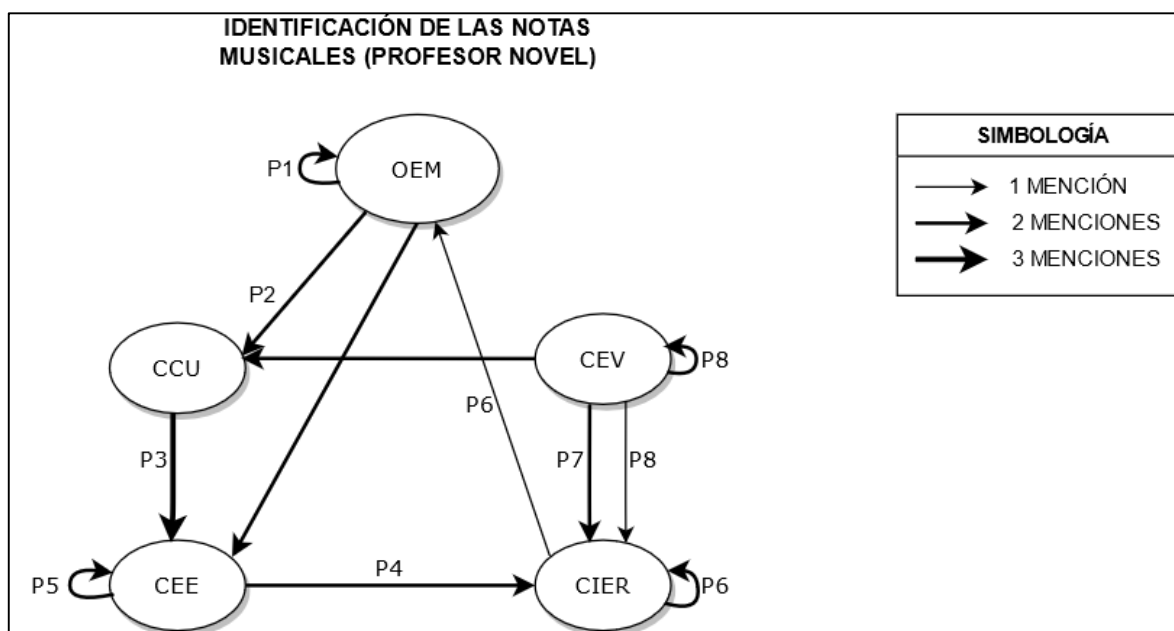 IDENTIFICACIÓN DE LAS NOTAS
MUSICALES (PROFESOR NOVEL)
SIMBOLOGÍA
1 MENCIÓN
2 MENCIONES
3 MENCIONES
P1
OEM
P2
CCU
CEV
P8
P6
P3
P7
P8
P5
CEE
P4
CIER
P6